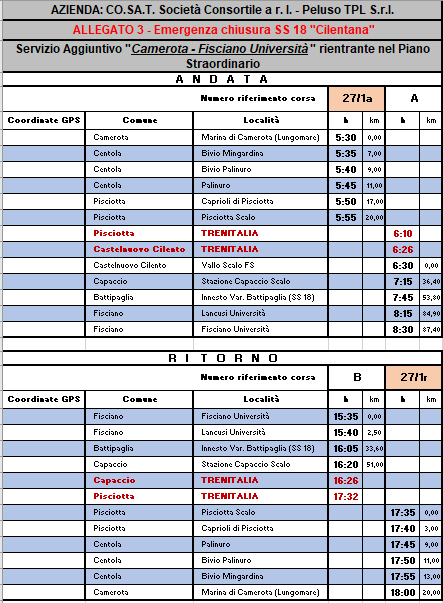 AZIENDA: CO.SA.T. Società Consortile a r. l. - Peluso TPL S.r.l.
ALLEGATO 3 - Emergenza chiusura SS 18 "Cilentana"
Servizio Aggiuntivo "Camerota - Fisciano Università" rientrante nel Piano
Straordinario
ANDATA
Numero riferimento corsa 27/1a A
Coordinate GPS Comune Località h km h km
Camerota Marina di Camerota (Lungomare) 5:30 0,00
Centola Bivio Mingardina 5:35 7,00
Centola Bivio Palinuro 5:40 9,00
Centola Palinuro 5:45 11,00
Pisciotta Caprioli di Pisciotta 5:50 17,00
Pisciotta Pisciotta Scalo 5:55 20,00
Pisciotta TRENITALIA 6:10
Castelnuovo Cilento TRENITALIA 6:26
Castelnuovo Cilento Vallo Scalo FS 6:30 0,00
Capaccio Stazione Capaccio Scalo 7:15 36,40
Battipaglia Innesto Var. Battipaglia (SS 18) 7:45 53,80
Fisciano Lancusi Università 8:15 84,90
Fisciano Fisciano Università 8:30 87,40
RITORNO
Numero riferimento corsa B 27/1r
Coordinate GPS Comune Località h km h km
Fisciano Fisciano Università 15:35 0,00
Fisciano Lancusi Università 15:40 2,50
Battipaglia Innesto Var. Battipaglia (SS 18) 16:05 33,60
Capaccio Stazione Capaccio Scalo 16:20 51,00
Capaccio TRENITALIA 16:26
Pisciotta TRENITALIA 17:32
Pisciotta Pisciotta Scalo 17:35 0,00
Pisciotta Caprioli di Pisciotta 17:40 3,00
Centola Palinuro 17:45 9,00
Centola Bivio Palinuro 17:50 11,00
Centola Bivio Mingardina 17:55 13,00
Camerota Marina di Camerota (Lungomare) 18:00 20,00